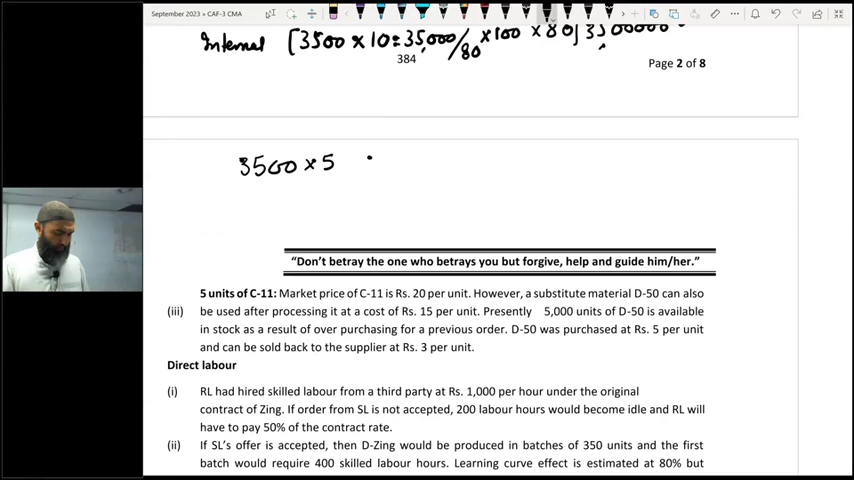 September 2023 » CAF-3 CMA
Internal [3500 x 10 = 35,000/80 x100 x 80] 3500000
384
Page 2 of 8
3500 x 5
“Don’t betray the one who betrays you but forgive, help and guide him/her.”
5 units of C-11: Market price of C-11 is Rs. 20 per unit. However, a substitute material D-50 can also
(iii) be used after processing it at a cost of Rs. 15 per unit. Presently 5,000 units of D-50 is available
in stock as a result of over purchasing for a previous order. D-50 was purchased at Rs. 5 per unit
and can be sold back to the supplier at Rs. 3 per unit.
Direct labour
(i) RL had hired skilled labour from a third party at Rs. 1,000 per hour under the original
contract of Zing. If order from SL is not accepted, 200 labour hours would become idle and RL will
have to pay 50% of the contract rate.
(ii) If SL’s offer is accepted, then D-Zing would be produced in batches of 350 units and the first
batch would require 400 skilled labour hours. Learning curve effect is estimated at 80% but